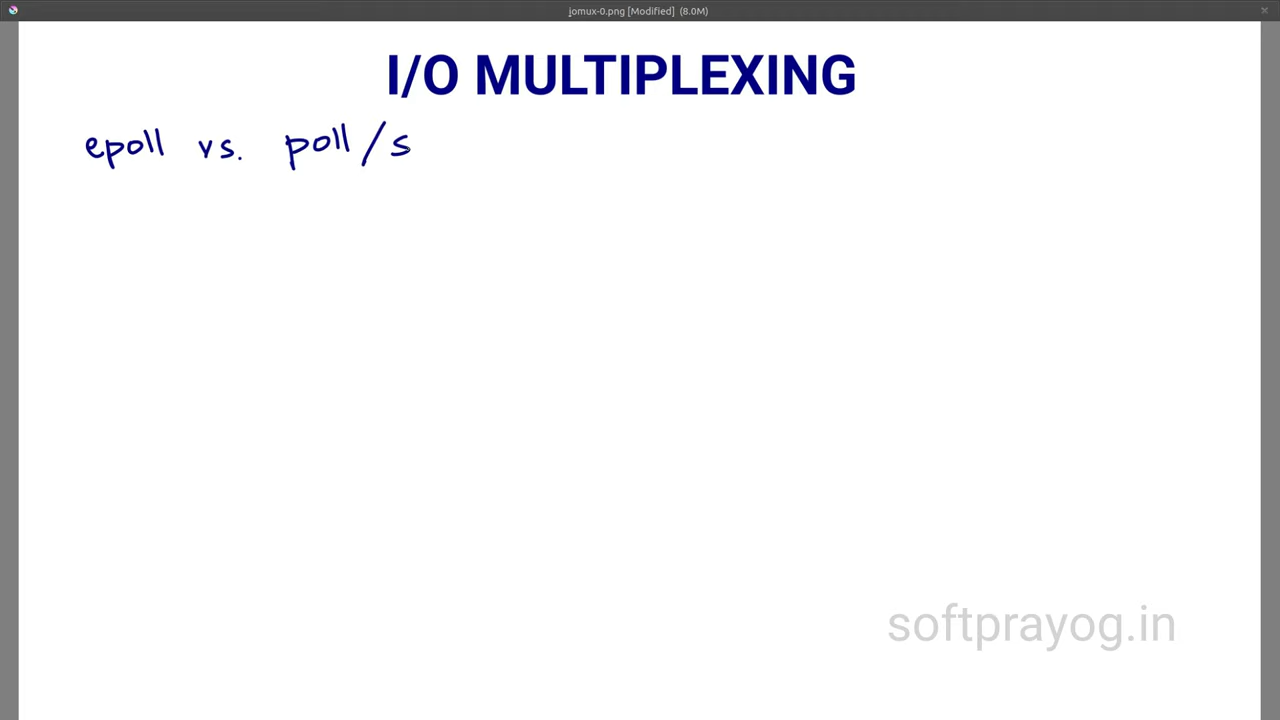 jomux-0.png [Modified] (8.0M)
I/O MULTIPLEXING
epoll vs. poll/s
softprayog.in